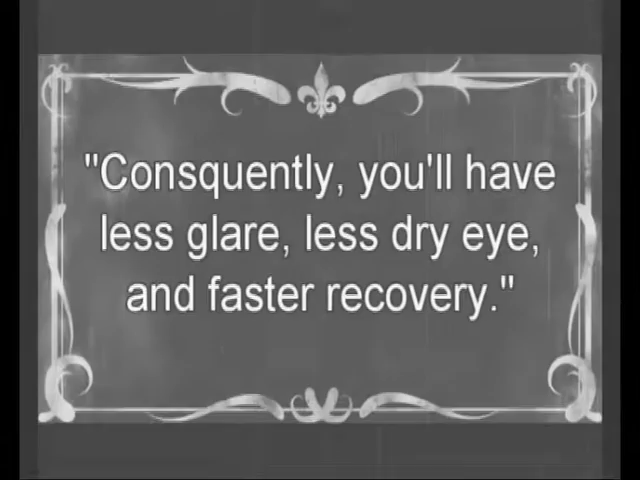 "Consquently, you'll have
less glare, less dry eye,
and faster recovery."